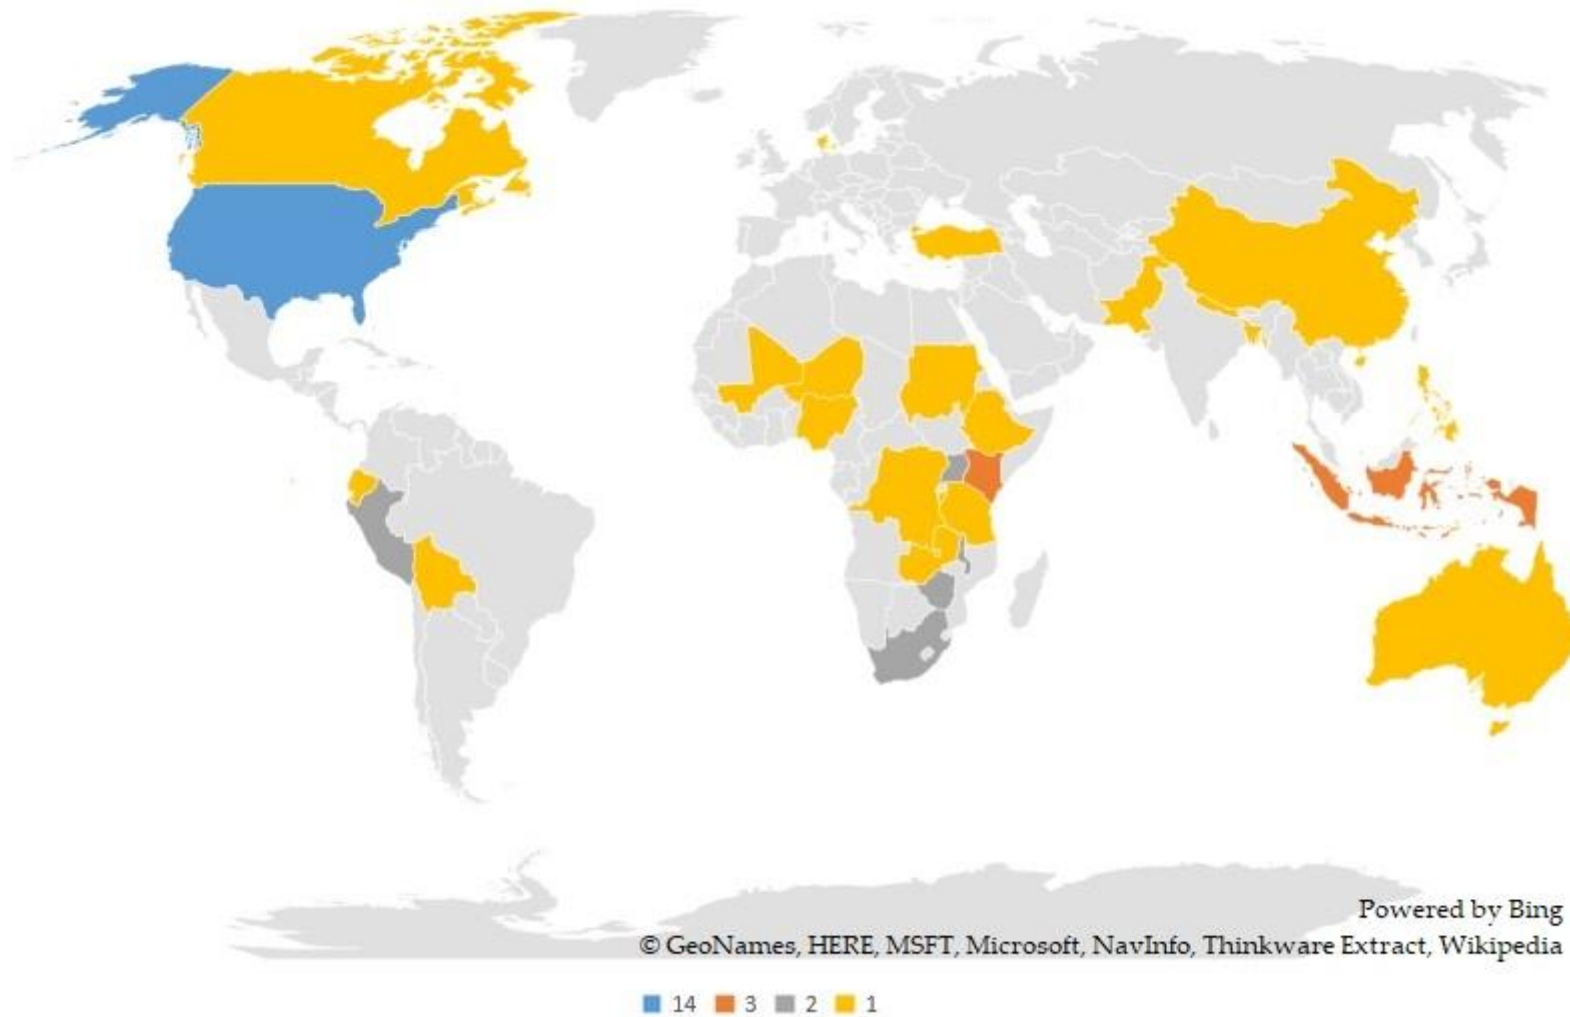 Powered by Bing
© GeoNames, HERE, MSFT, Microsoft, NavInfo, Thinkware Extract, Wikipedia
14 3 2 1